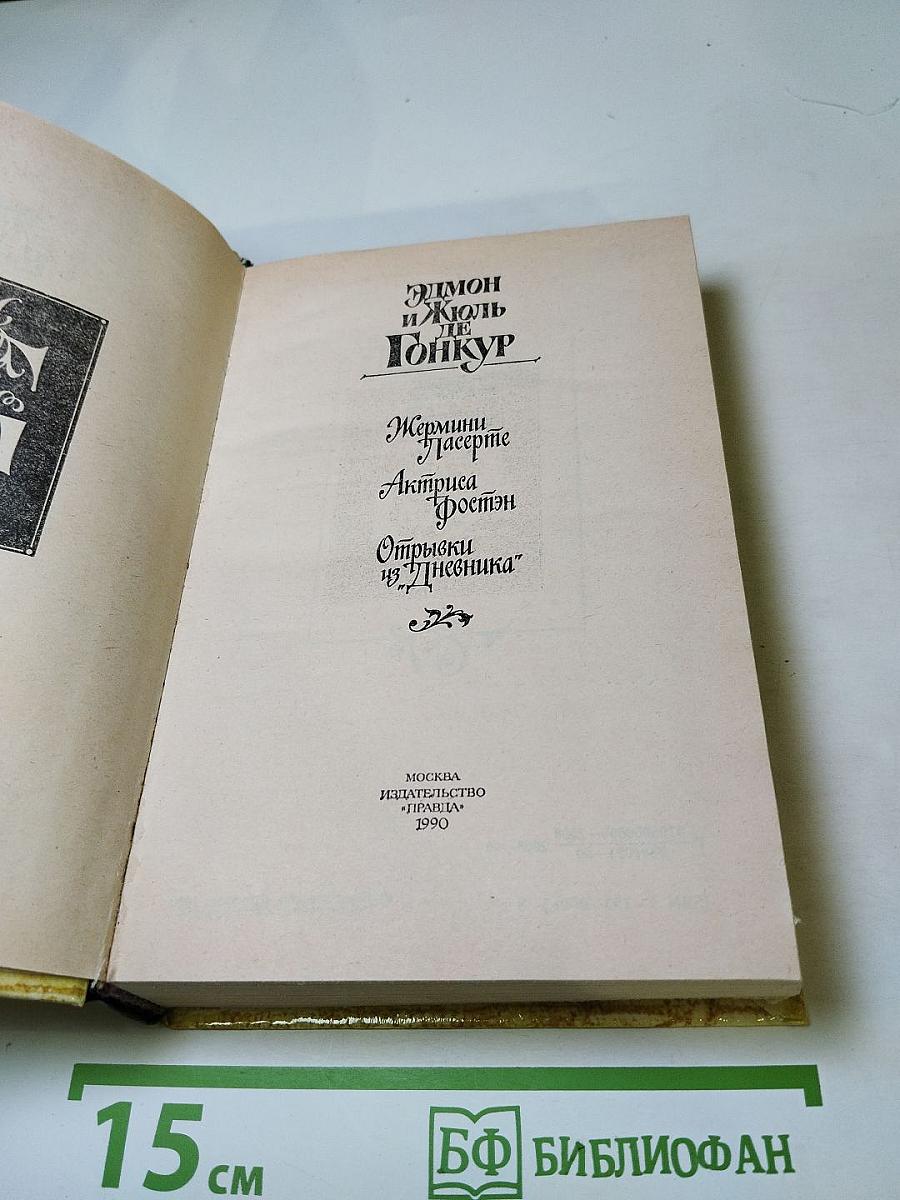 Эдмон
и Жюль
де
Гонкур
Жермини
Ласерте
Актриса
Фостэн
Отрывки
из „Дневника"
МОСКВА
ИЗДАТЕЛЬСТВО
«ПРАВДА»
1990
15 см
БФ БИБЛИОФАН